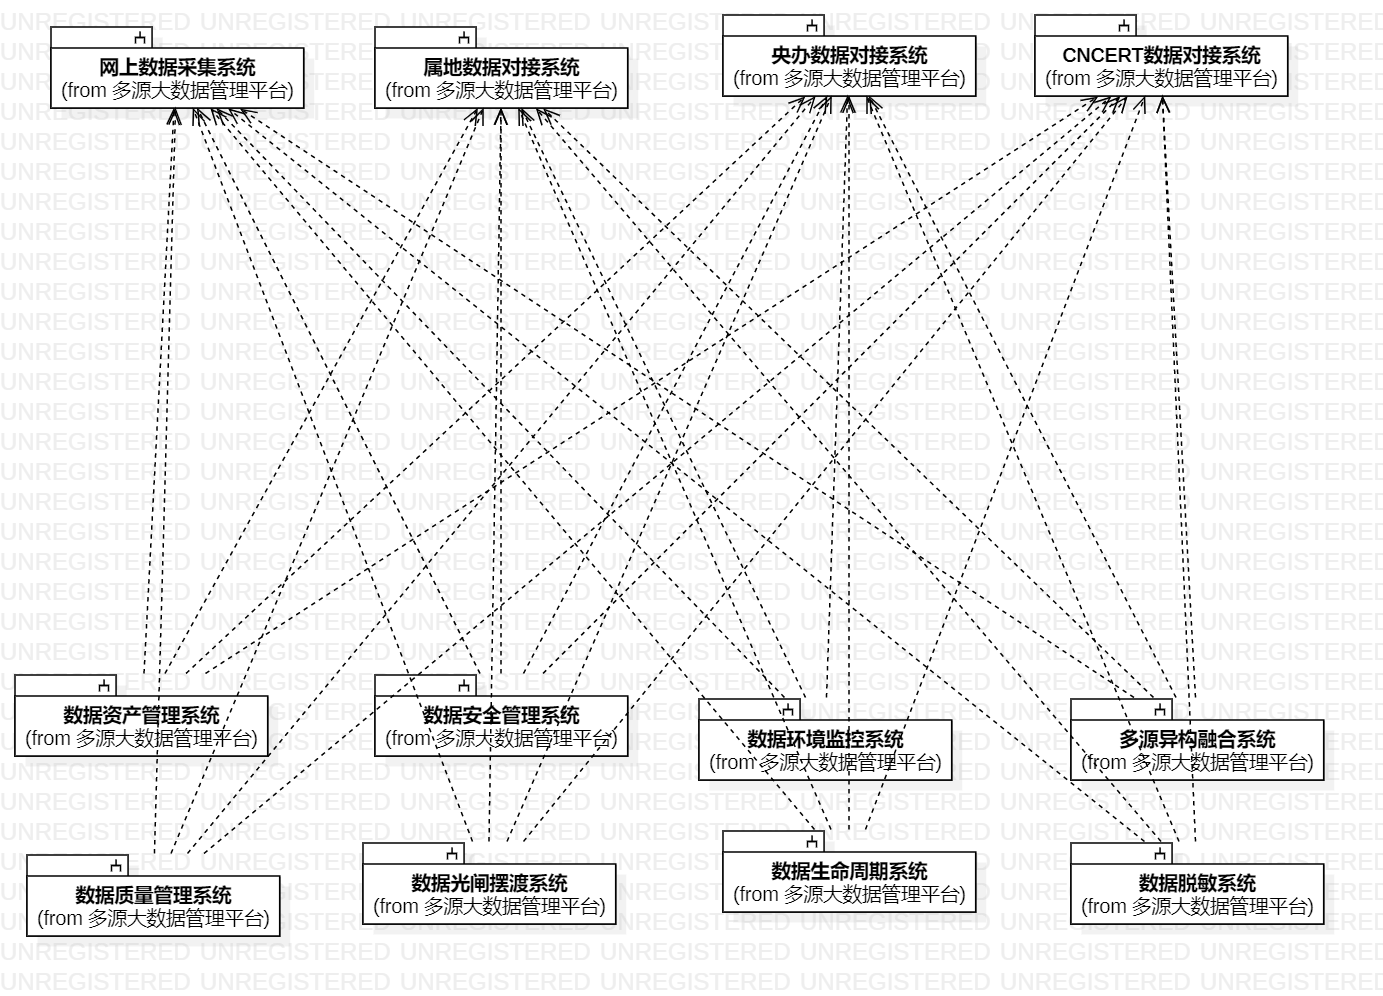 网上数据采集系统
(from 多源大数据管理平台)
属地数据对接系统
(from 多源大数据管理平台)
央办数据对接系统
(from 多源大数据管理平台)
CNCERT数据对接系统
(from 多源大数据管理平台)
数据资产管理系统
(from 多源大数据管理平台)
数据安全管理系统
(from 多源大数据管理平台)
数据环境监控系统
(from 多源大数据管理平台)
多源异构融合系统
(from 多源大数据管理平台)
数据质量管理系统
(from 多源大数据管理平台)
数据光闸摆渡系统
(from 多源大数据管理平台)
数据生命周期系统
(from 多源大数据管理平台)
数据脱敏系统
(from 多源大数据管理平台)
UNREGISTERED